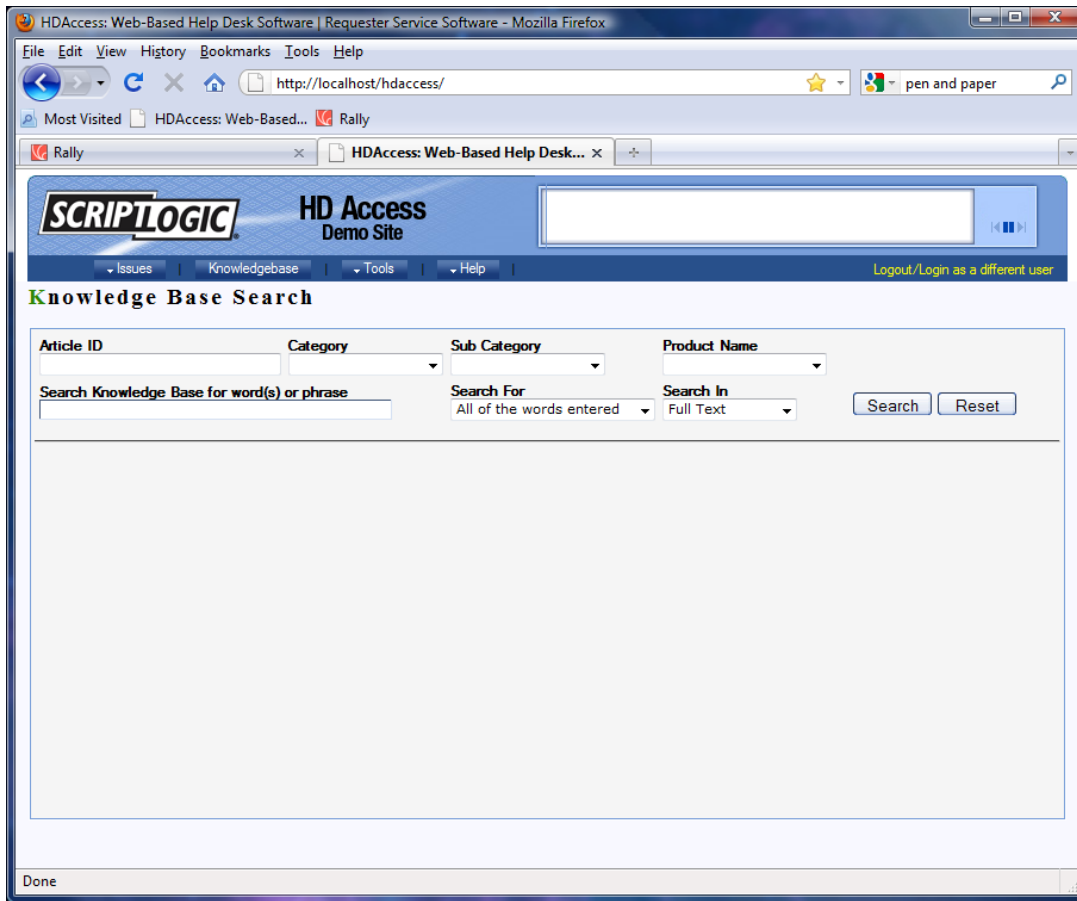 HDAccess: Web-Based Help Desk Software | Requester Service Software - Mozilla Firefox
File Edit View History Bookmarks Tools Help
http://localhost/hdaccess/ pen and paper
Most Visited HDAccess: Web-Based... Rally
Rally HDAccess: Web-Based Help Desk...
SCRIPTLOGIC HD Access
Demo Site
Issues | Knowledgebase | Tools | Help | Logout/Login as a different user
Knowledge Base Search
Article ID Category Sub Category Product Name
Search Knowledge Base for word(s) or phrase Search For Search In
All of the words entered Full Text Search Reset
Done